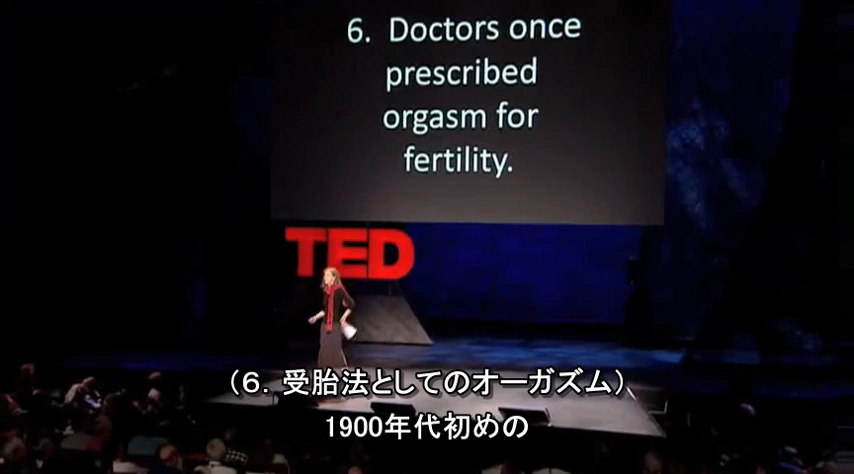 6. Doctors once
prescribed
orgasm for
fertility.
TED
（6．受胎法としてのオーガズム）
1900年代初めの